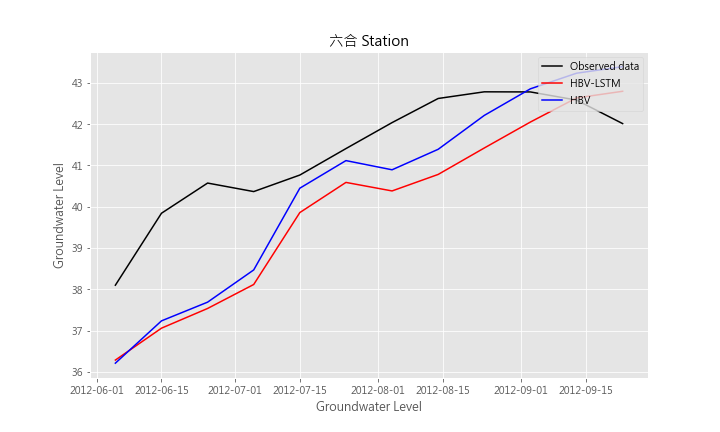 六合 Station
Observed data
HBV-LSTM
HBV
Groundwater Level
43
42
41
40
39
38
37
36
2012-06-01 2012-06-15 2012-07-01 2012-07-15 2012-08-01 2012-08-15 2012-09-01 2012-09-15
Groundwater Level